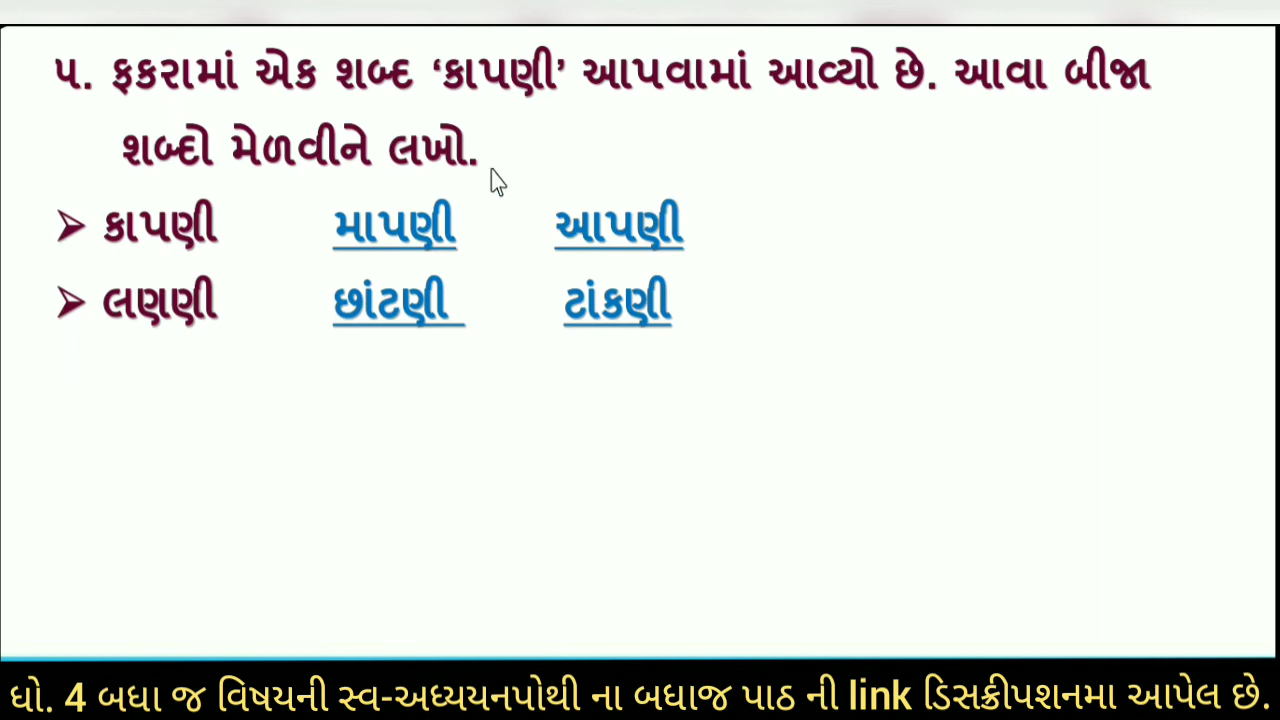 ૫. ફકરામાં એક શબ્દ ‘કાપણી’ આપવામાં આવ્યો છે. આવા બીજા
શબ્દો મેળવીને લખો.
➢ કાપણી માપણી આપણી
➢ લણણી છાંટણી ટાંકણી
ધો. 4 બધા જ વિષયની સ્વ-અધ્યયનપોથી ના બધાજ પાઠ ની link ડિસક્રીપશનમા આપેલ છે.